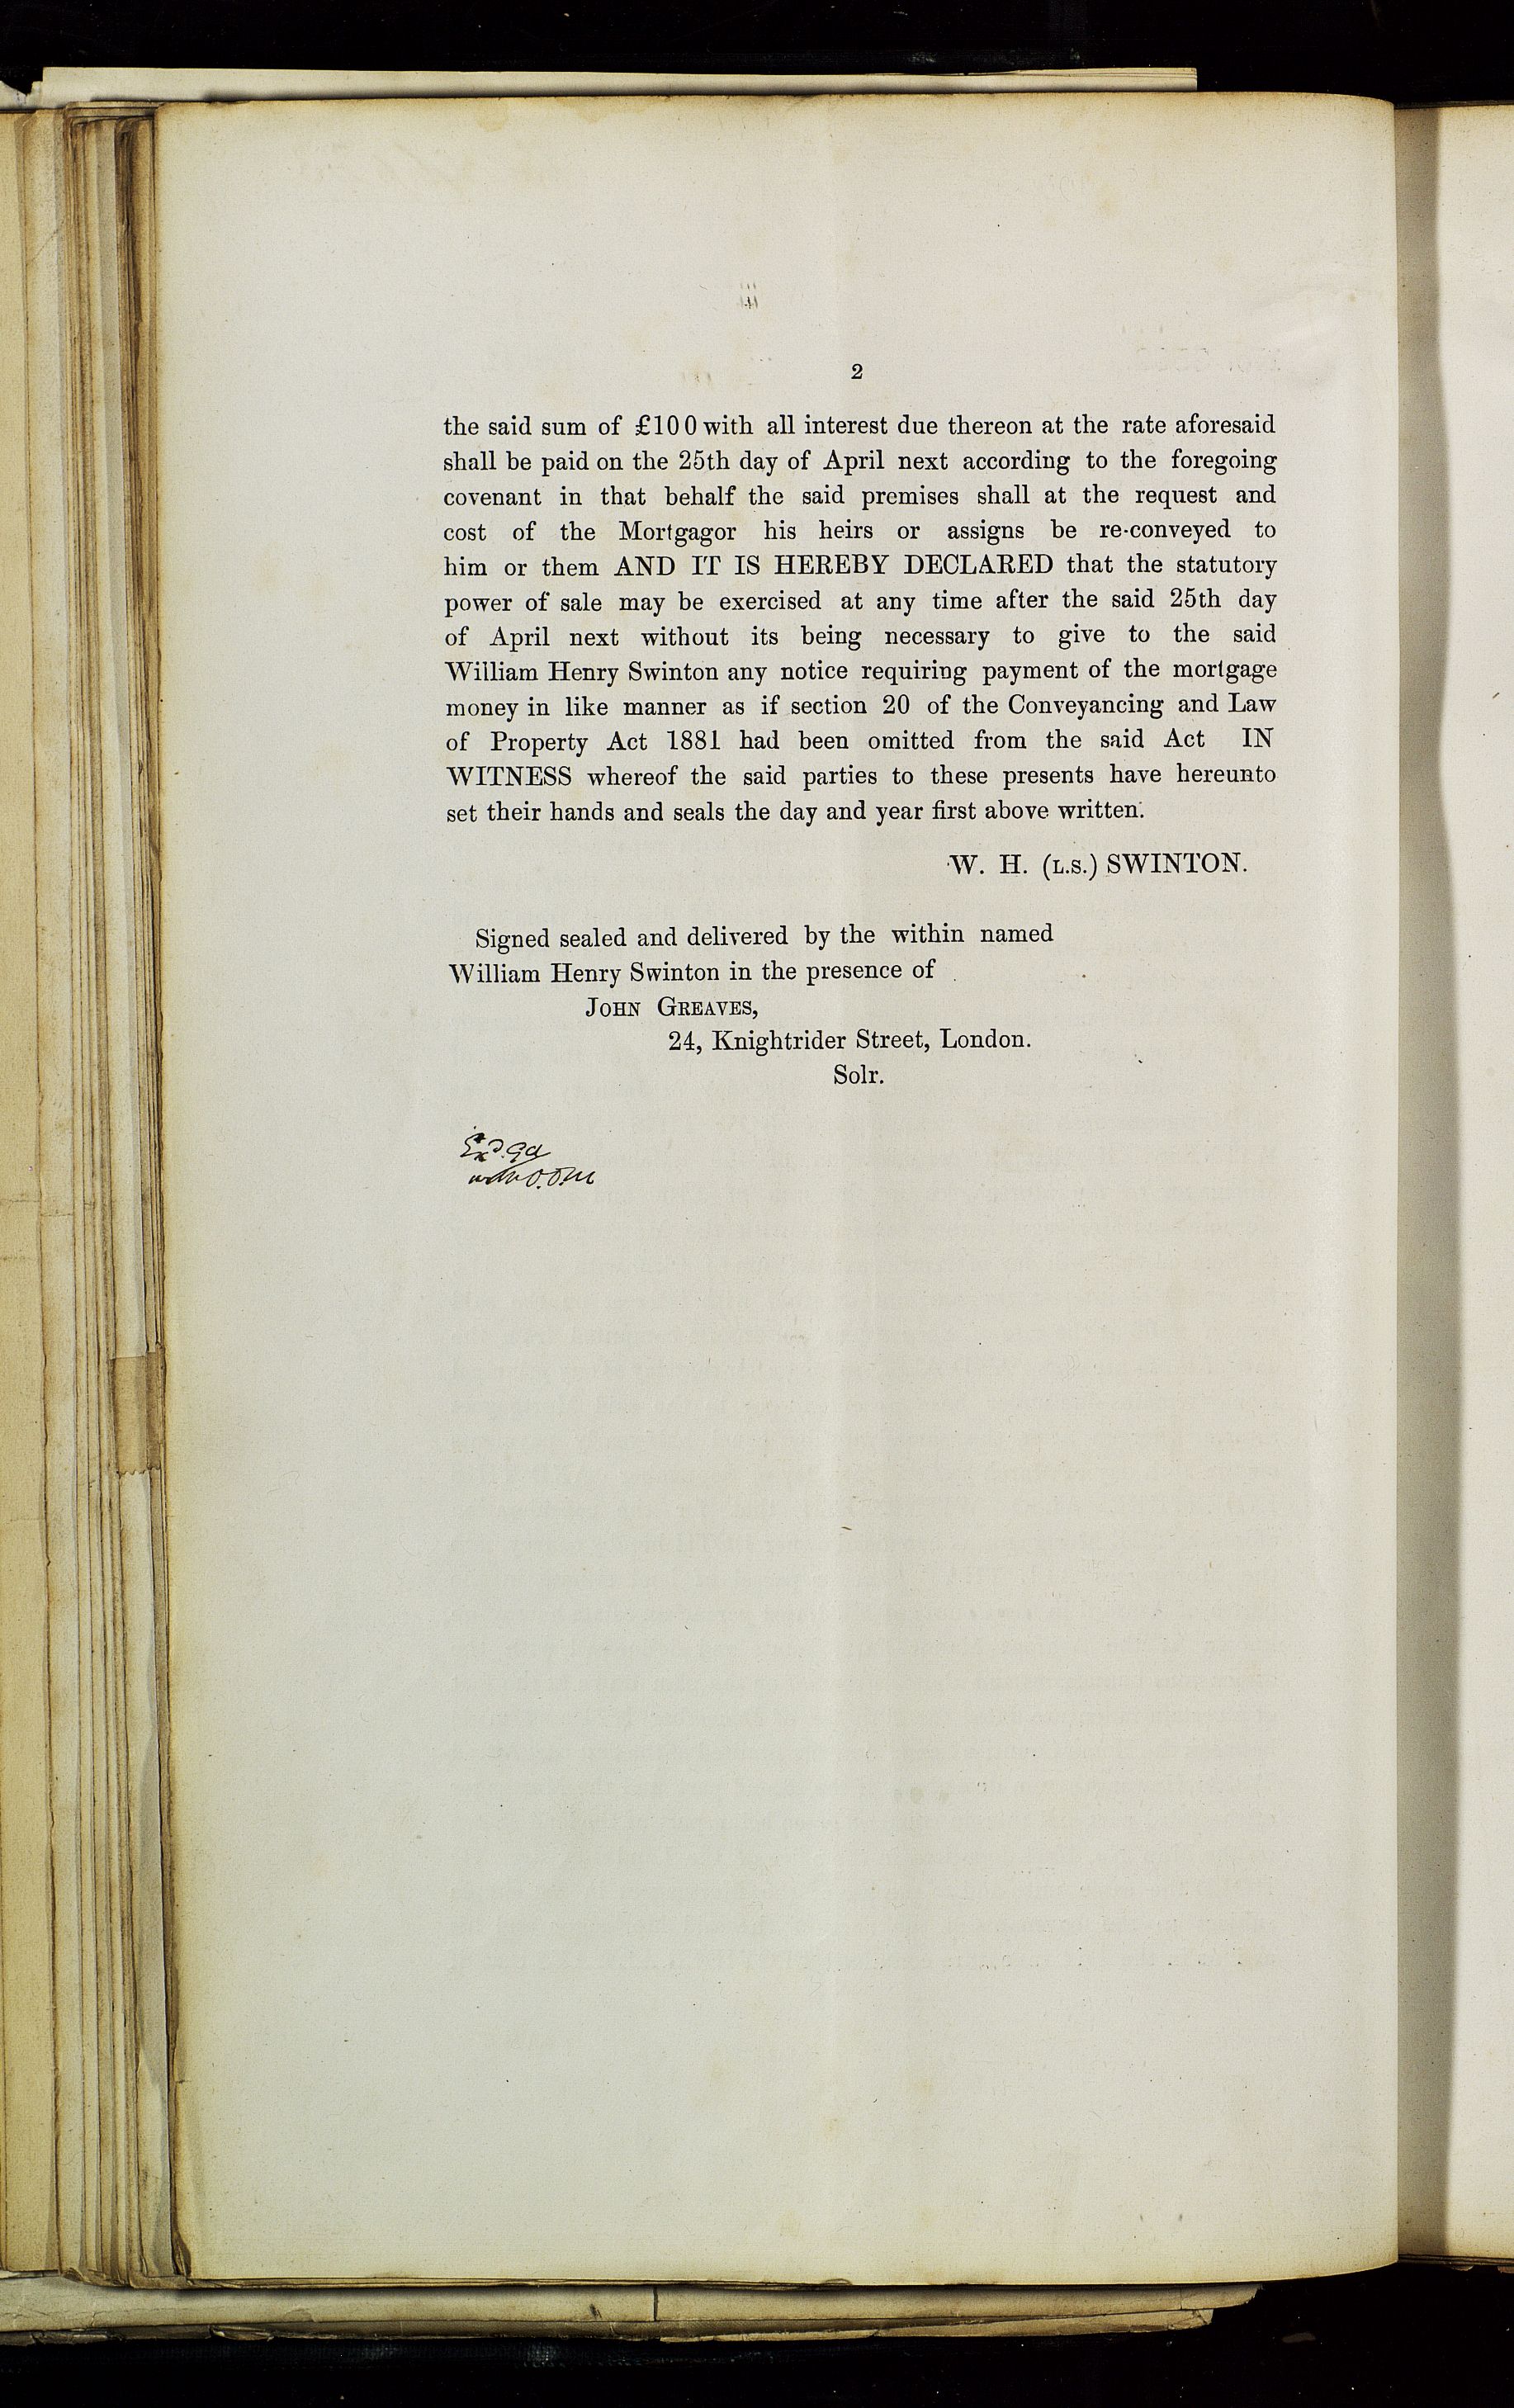 2
the said sum of £100 with all interest due thereon at the rate aforesaid
shall be paid on the 25th day of April next according to the foregoing
covenant in that behalf the said premises shall at the request and
cost of the Mortgagor his heirs or assigns be re-conveyed to
him or them AND IT IS HEREBY DECLARED that the statutory
power of sale may be exercised at any time after the said 25th day
of April next without its being necessary to give to the said
William Henry Swinton any notice requiring payment of the mortgage
money in like manner as if section 20 of the Conveyancing and Law
of Property Act 1881 had been omitted from the said Act IN
WITNESS whereof the said parties to these presents have hereunto
set their hands and seals the day and year first above written.
W. H. (L.S.) SWINTON.
Signed sealed and delivered by the within named
William Henry Swinton in the presence of
JOHN GREAVES,
24, Knightrider Street, London.
Solr.
Exd.